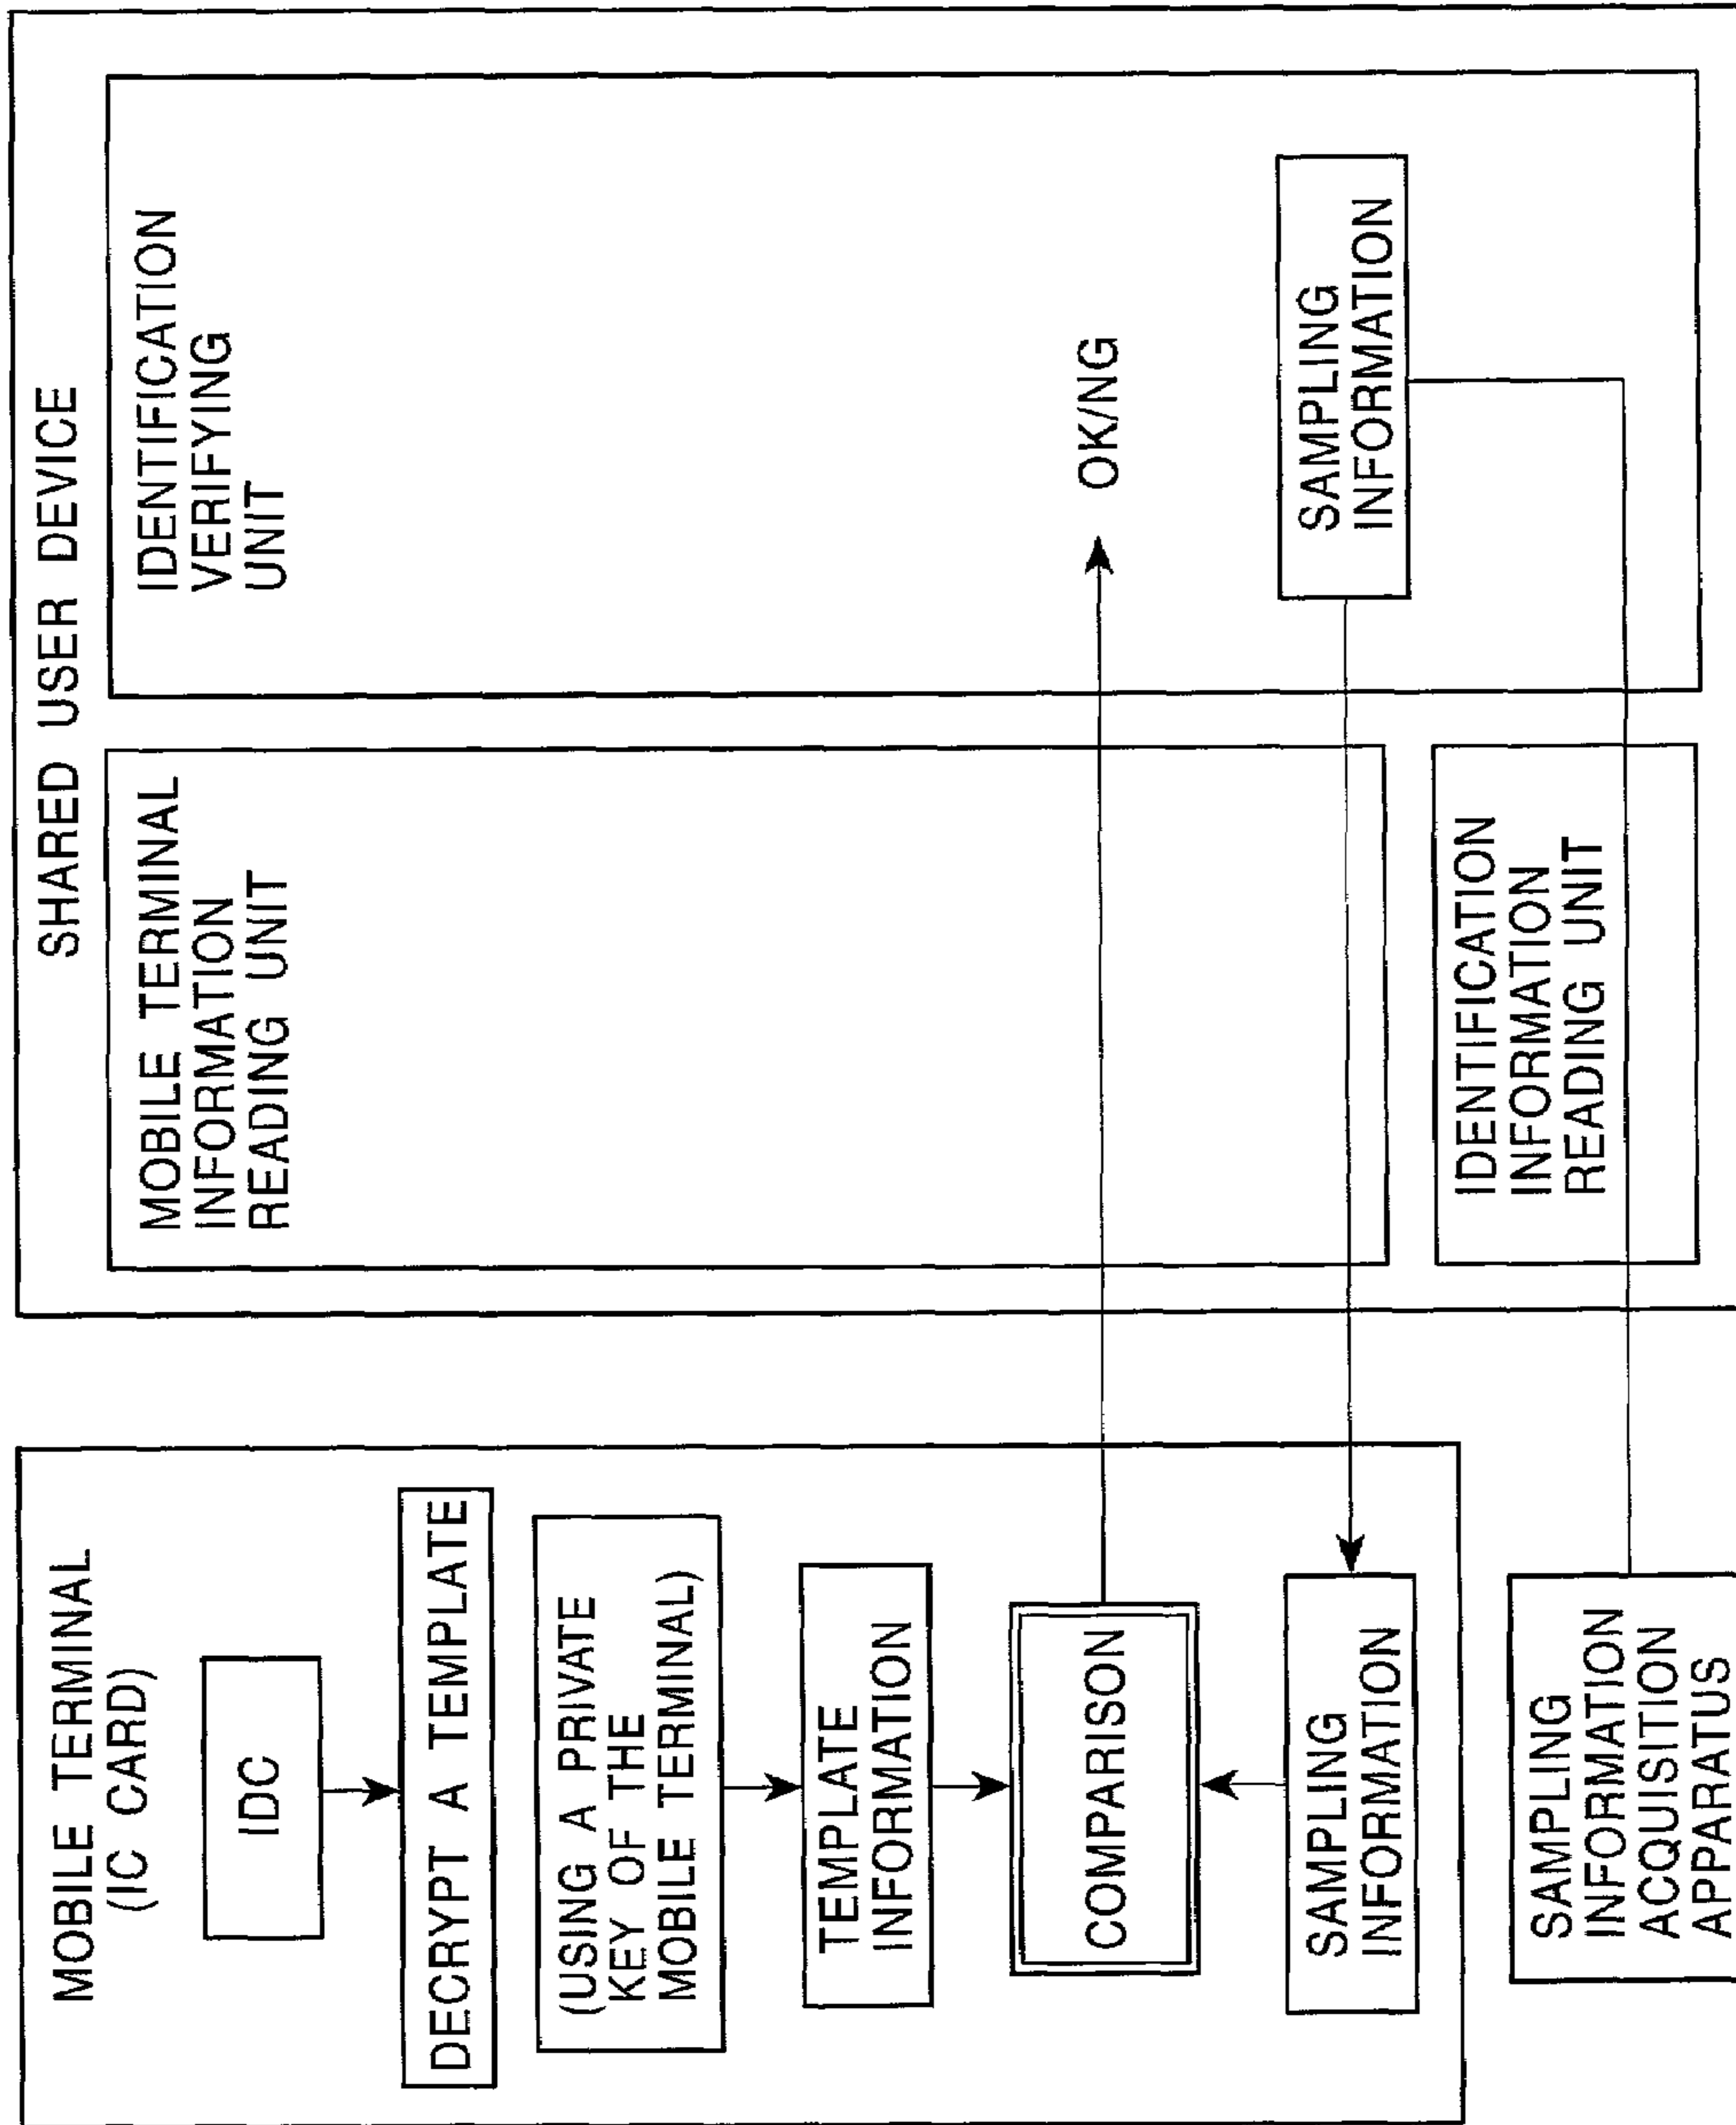 SHARED USER DEVICE
MOBILE TERMINAL
(IC CARD)
IDC
DECRYPT A TEMPLATE
(USING A PRIVATE
KEY OF THE
MOBILE TERMINAL)
TEMPLATE
INFORMATION
COMPARISON
SAMPLING
INFORMATION
SAMPLING
INFORMATION
ACQUISITION
APPARATUS
MOBILE TERMINAL
INFORMATION
READING UNIT
IDENTIFICATION
INFORMATION
READING UNIT
IDENTIFICATION
VERIFYING
UNIT
OK/NG
SAMPLING
INFORMATION